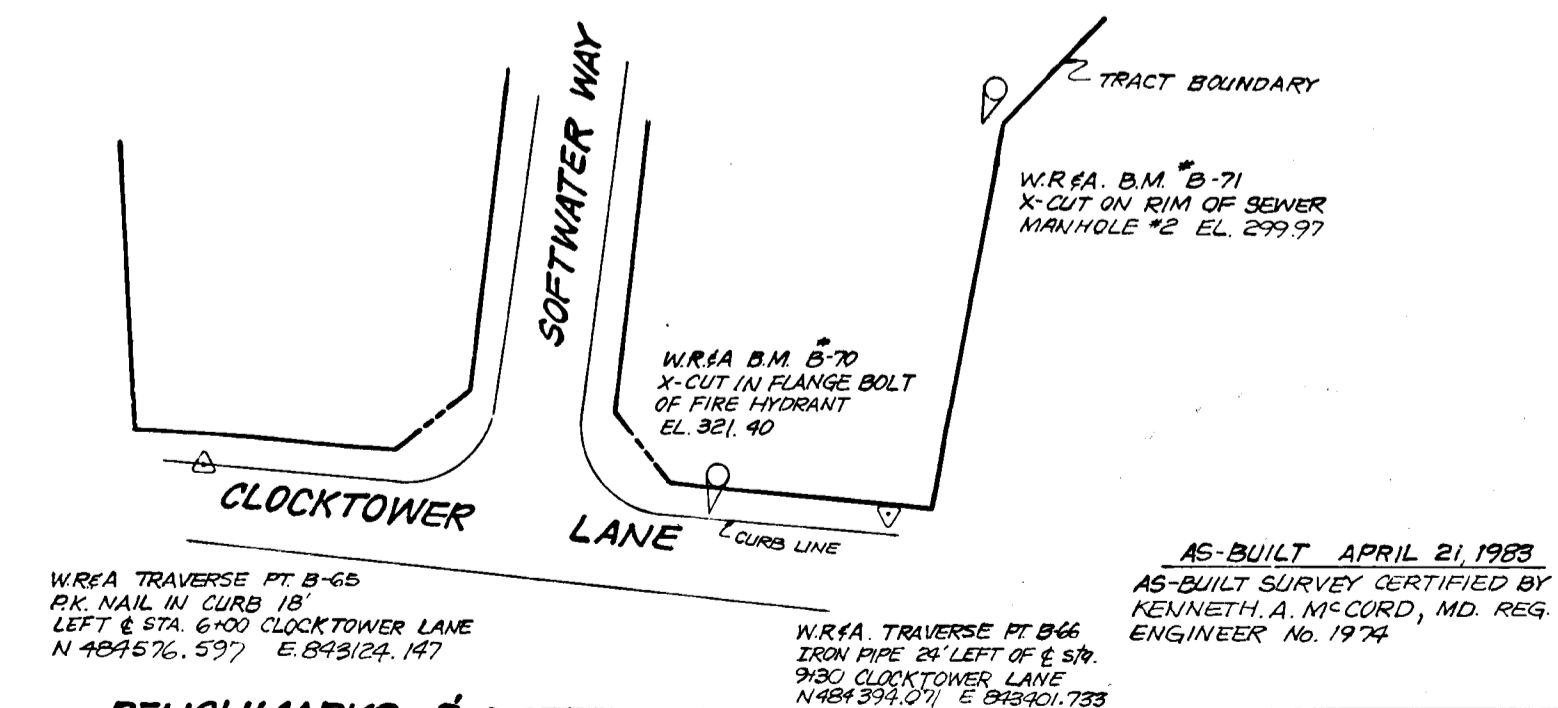 SOFTWATER WAY
TRACT BOUNDARY
W.R.&A. B.M. #B-71
X-CUT ON RIM OF SEWER
MANHOLE #2 EL. 299.97
W.R.&A B.M. #B-70
X-CUT IN FLANGE BOLT
OF FIRE HYDRANT
EL. 321.40
CLOCKTOWER LANE
CURB LINE
W.R.&A TRAVERSE PT. B-65
P.K. NAIL IN CURB 18'
LEFT ℄ STA. 6+00 CLOCKTOWER LANE
N 484576.597 E. 843124.147
W.R.&A. TRAVERSE PT. B-66
IRON PIPE 24' LEFT OF ℄ Sta.
9+30 CLOCKTOWER LANE
N 484394.071 E 843401.733
AS-BUILT APRIL 21, 1983
AS-BUILT SURVEY CERTIFIED BY
KENNETH. A. McCORD, MD. REG.
ENGINEER No. 1974